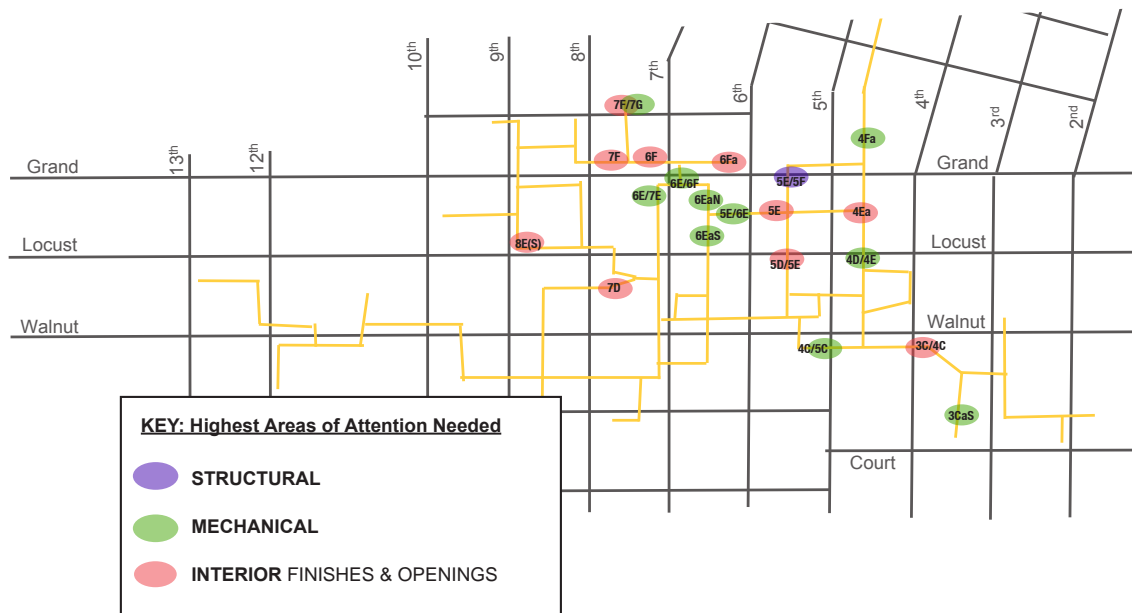 10th
9th
8th
7th
6th
5th
4th
3rd
2nd
13th
12th
7F/7G
4Fa
7F
6F
6Fa
Grand
Grand
5E/5F
6E/6F
6E/7E
6EaN
5E/6E
5E
4Ea
6EaS
8E(S)
Locust
Locust
5D/5E
4D/4E
7D
Walnut
Walnut
4C/5C
3C/4C
3CaS
Court
KEY: Highest Areas of Attention Needed
STRUCTURAL
MECHANICAL
INTERIOR FINISHES & OPENINGS